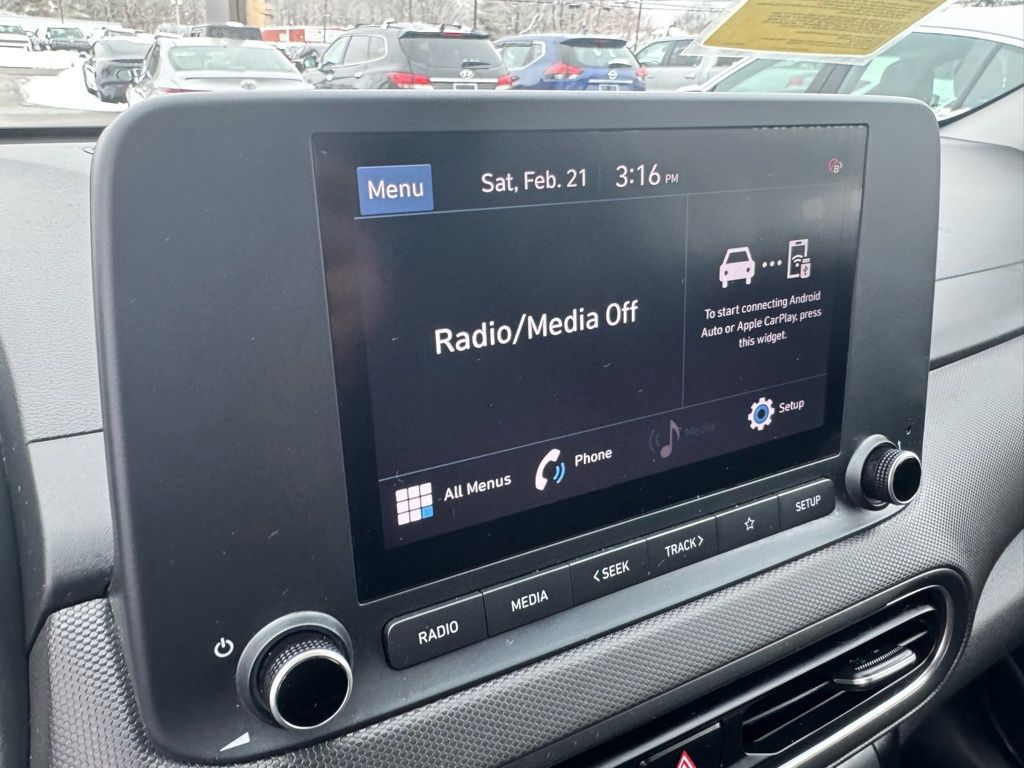 Menu
Sat, Feb. 21
3:16 PM
Radio/Media Off
To start connecting Android
Auto or Apple CarPlay, press
this widget.
All Menus
Phone
Media
Setup
RADIO
MEDIA
< SEEK
TRACK >
SETUP